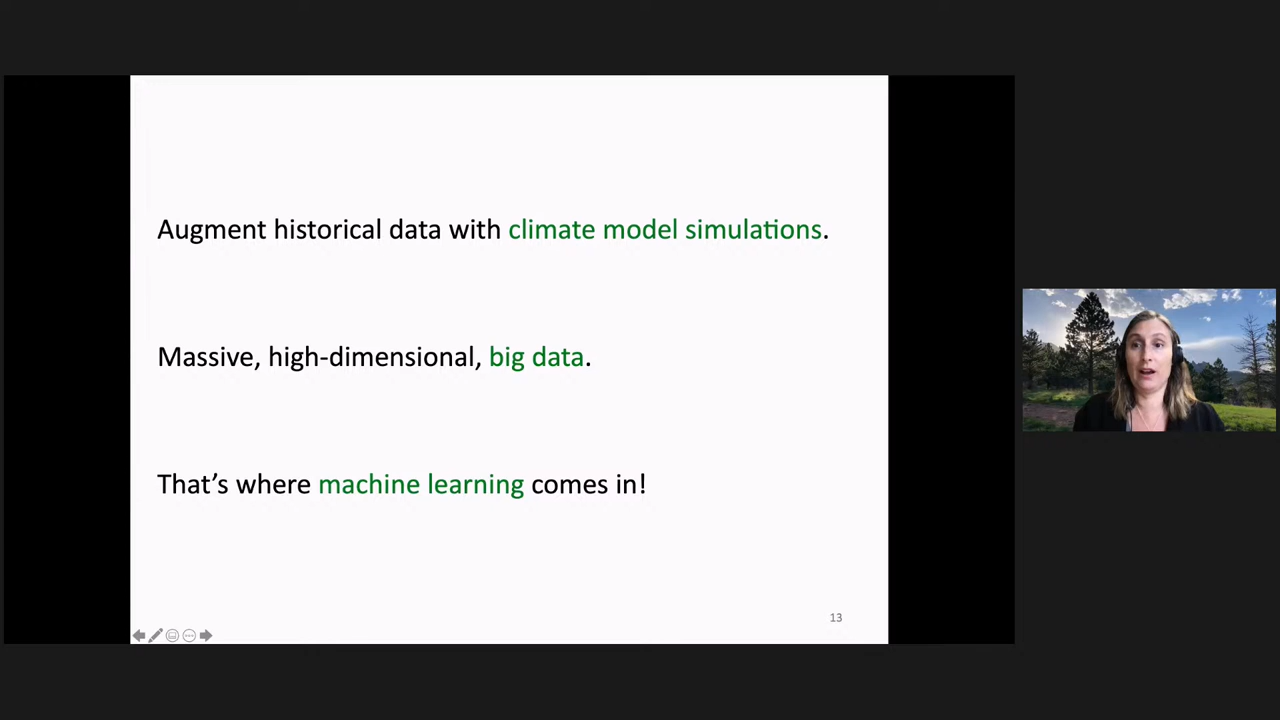 Augment historical data with climate model simulations.
Massive, high-dimensional, big data.
That’s where machine learning comes in!
13